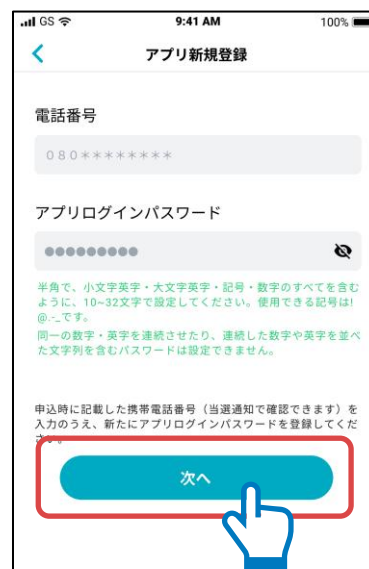 GS 9:41 AM 100%
アプリ新規登録
電話番号
０８０＊＊＊＊＊＊＊＊
アプリログインパスワード
半角で、小文字英字・大文字英字・記号・数字のすべてを含む
ように、10~32文字で設定してください。使用できる記号は!
@.-_です。
同一の数字・英字を連続させたり、連続した数字や英字を並べ
た文字列を含むパスワードは設定できません。
申込時に記載した携帯電話番号（当選通知で確認できます）を
入力のうえ、新たにアプリログインパスワードを登録してくだ
さい。
次へ